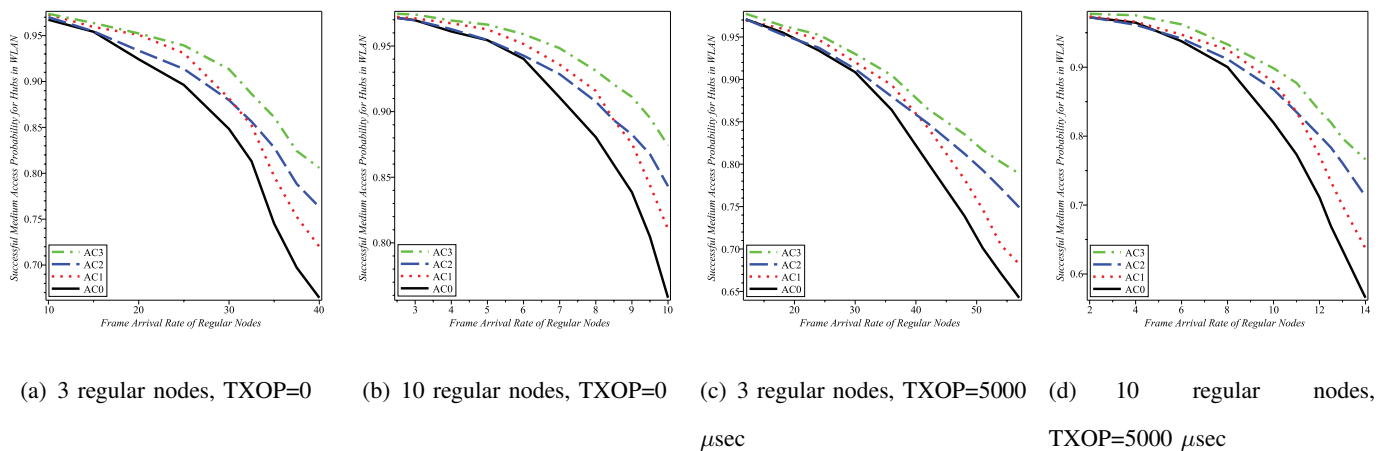 Successful Medium Access Probability for Hubs in WLAN
0.95
0.90
0.85
0.80
0.75
0.70
AC3
AC2
AC1
AC0
10
20
30
40
Frame Arrival Rate of Regular Nodes
(a) 3 regular nodes, TXOP=0
Successful Medium Access Probability for Hubs in WLAN
0.95
0.90
0.85
0.80
AC3
AC2
AC1
AC0
3
4
5
6
7
8
9
10
Frame Arrival Rate of Regular Nodes
(b) 10 regular nodes, TXOP=0
Successful Medium Access Probability for Hubs in WLAN
0.95
0.90
0.85
0.80
0.75
0.70
0.65
AC3
AC2
AC1
AC0
20
30
40
50
Frame Arrival Rate of Regular Nodes
(c) 3 regular nodes, TXOP=5000
μsec
Successful Medium Access Probability for Hubs in WLAN
0.9
0.8
0.7
0.6
AC3
AC2
AC1
AC0
2
4
6
8
10
12
14
Frame Arrival Rate of Regular Nodes
(d) 10 regular nodes,
TXOP=5000 μsec